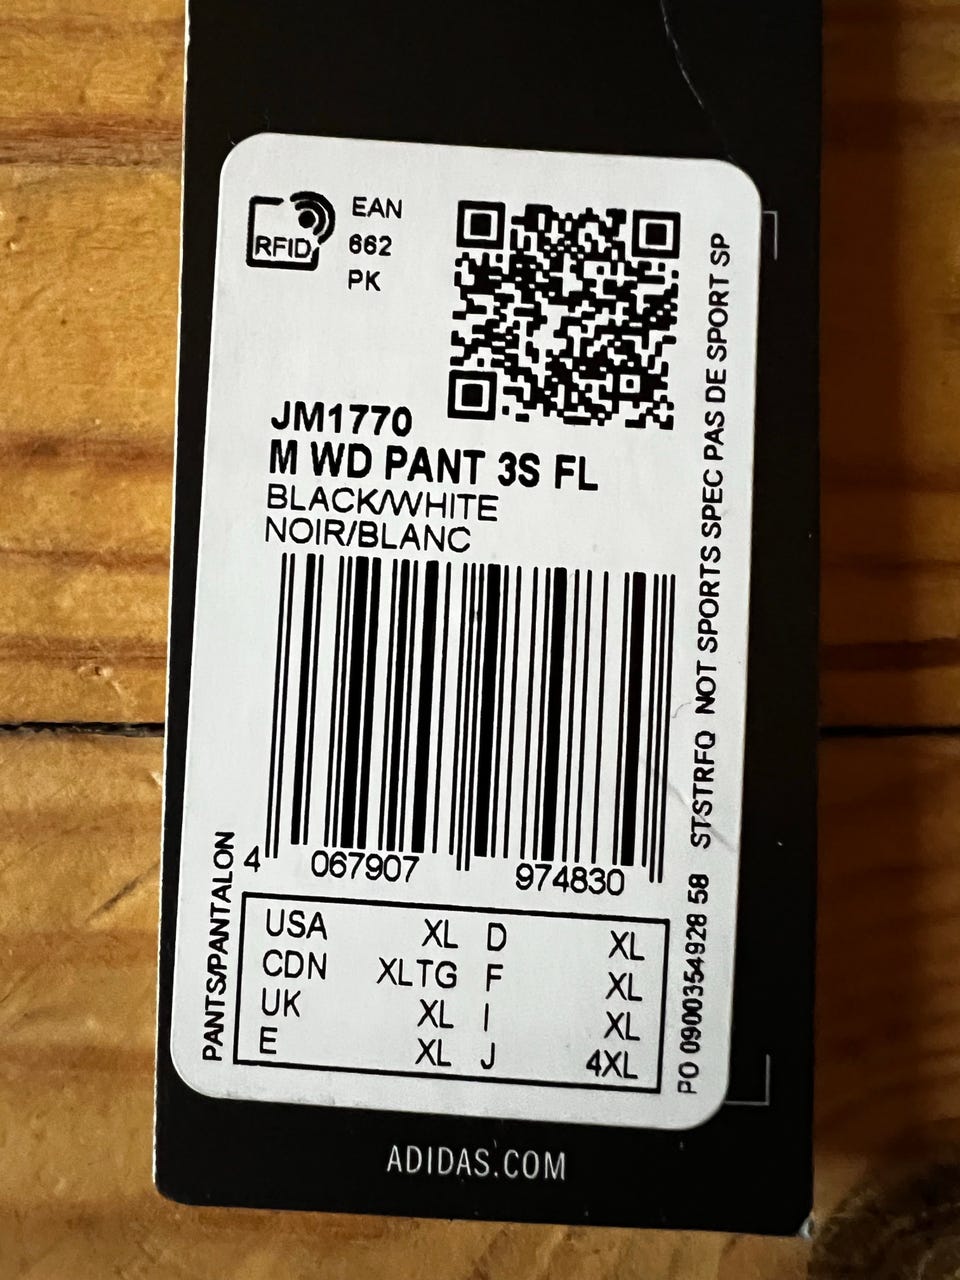 RFID
EAN
662
PK
JM1770
M WD PANT 3S FL
BLACK/WHITE
NOIR/BLANC
4 067907 974830
USA XL D XL
CDN XLTG F XL
UK XL I XL
E XL J 4XL
PANTS/PANTALON
PO 0900354928 58 STSTRFQ NOT SPORTS SPEC PAS DE SPORT SP
ADIDAS.COM